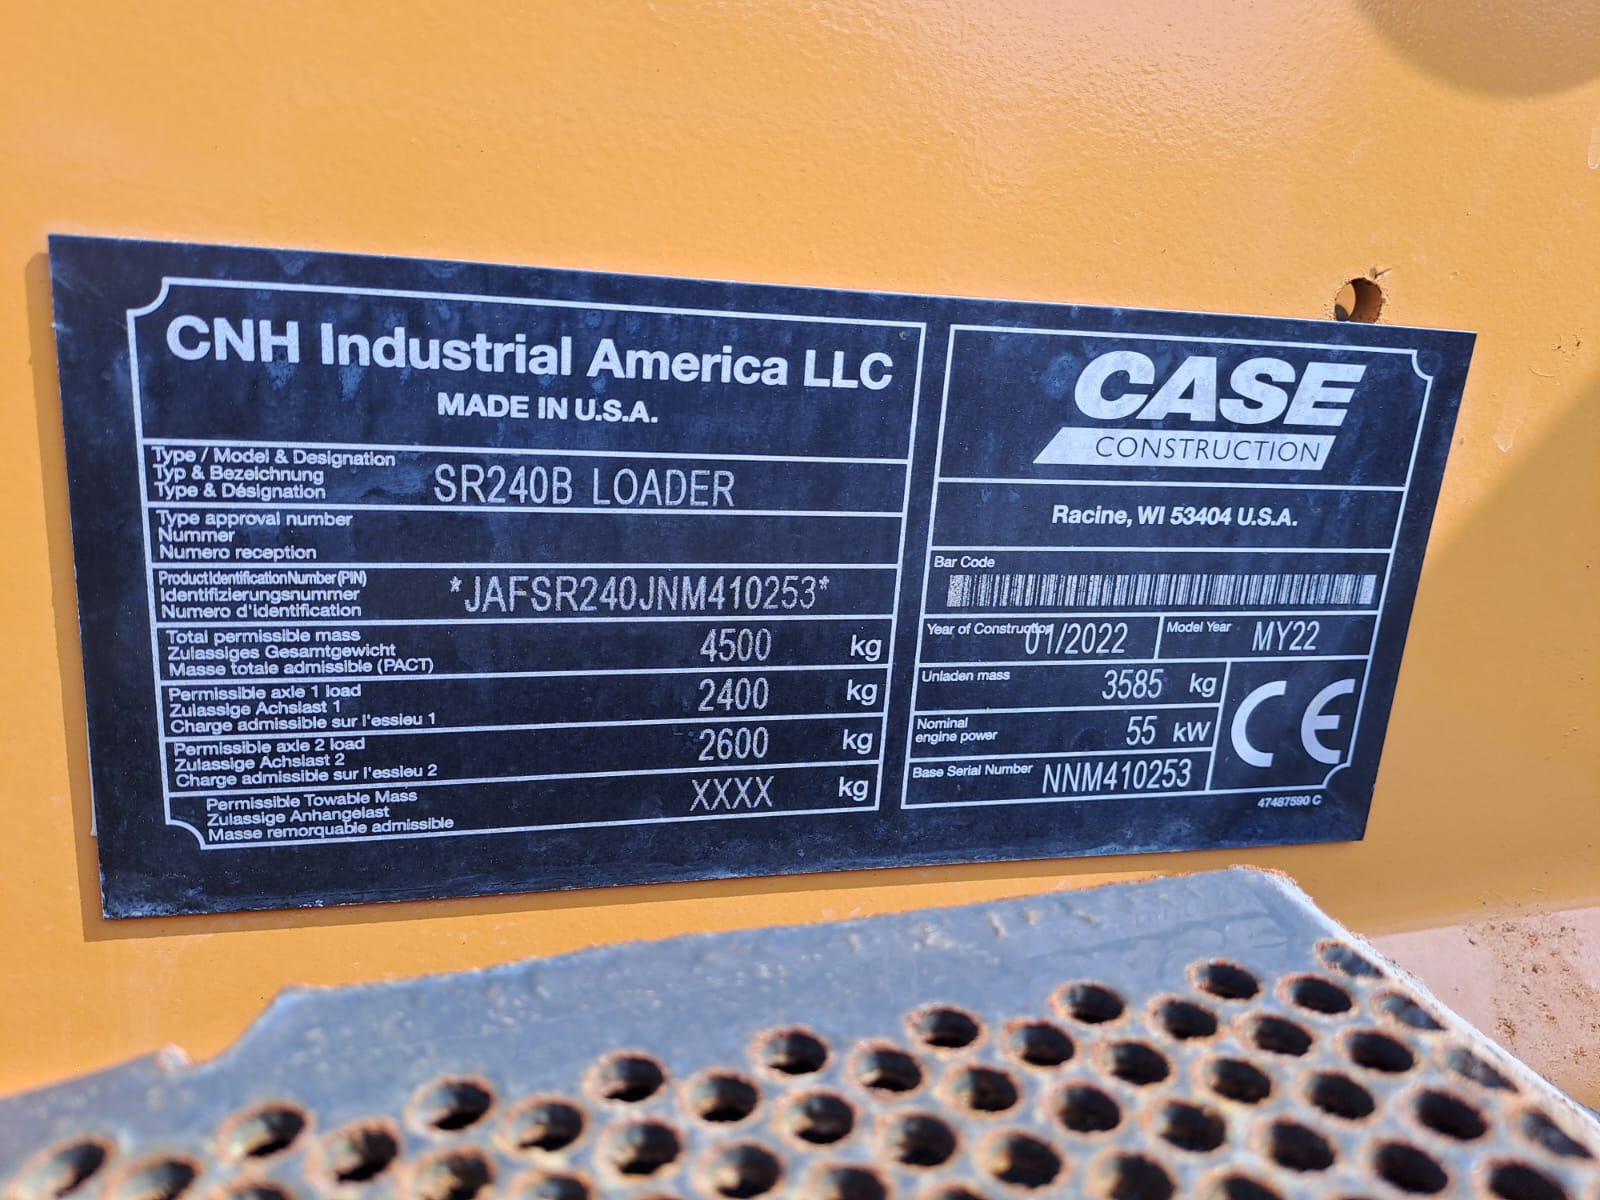 CNH Industrial America LLC
MADE IN U.S.A.
Type / Model & Designation
Typ & Bezeichnung
Type & Désignation
SR240B LOADER
Type approval number
Nummer
Numero reception
Product Identification Number (PIN)
Identifizierungsnummer
Numero d'identification
*JAFSR240JNM410253*
Total permissible mass
Zulassiges Gesamtgewicht
Masse totale admissible (PACT)
4500 kg
Permissible axle 1 load
Zulassige Achslast 1
Charge admissible sur l'essieu 1
2400 kg
Permissible axle 2 load
Zulassige Achslast 2
Charge admissible sur l'essieu 2
2600 kg
Permissible Towable Mass
Zulassige Anhangelast
Masse remorquable admissible
XXXX kg
CASE
CONSTRUCTION
Racine, WI 53404 U.S.A.
Bar Code
Year of Construction 01/2022
Model Year MY22
Unladen mass 3585 kg
Nominal
engine power
55 kW
Base Serial Number NNM410253
CE
47487590 C